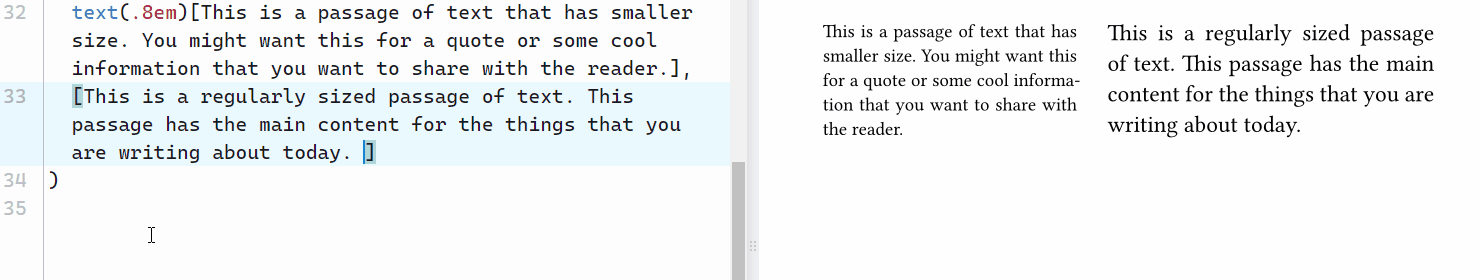 32 text(.8em)[This is a passage of text that has smaller
size. You might want this for a quote or some cool
information that you want to share with the reader.],
33 [This is a regularly sized passage of text. This
passage has the main content for the things that you
are writing about today. ]
34 )
35
This is a passage of text that has
smaller size. You might want this
for a quote or some cool informa-
tion that you want to share with
the reader.
This is a regularly sized passage
of text. This passage has the main
content for the things that you are
writing about today.